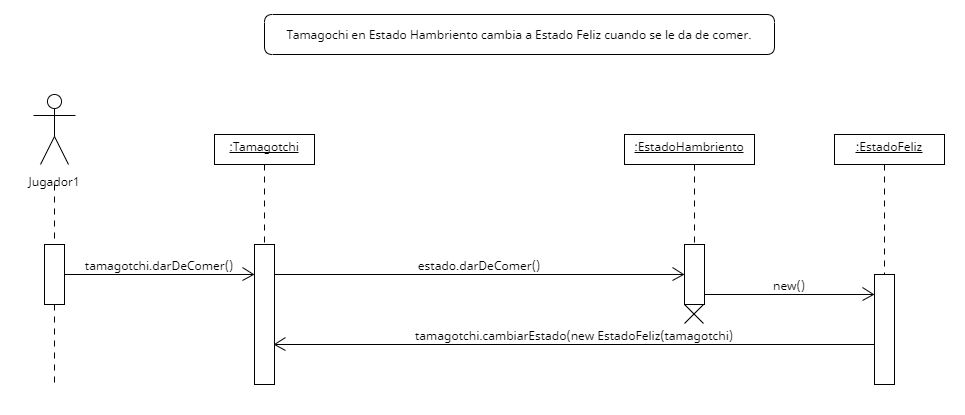 Tamagochi en Estado Hambriento cambia a Estado Feliz cuando se le da de comer.
:Tamagotchi
:EstadoHambriento
:EstadoFeliz
Jugador1
tamagotchi.darDeComer()
estado.darDeComer()
new()
tamagotchi.cambiarEstado(new EstadoFeliz(tamagotchi)